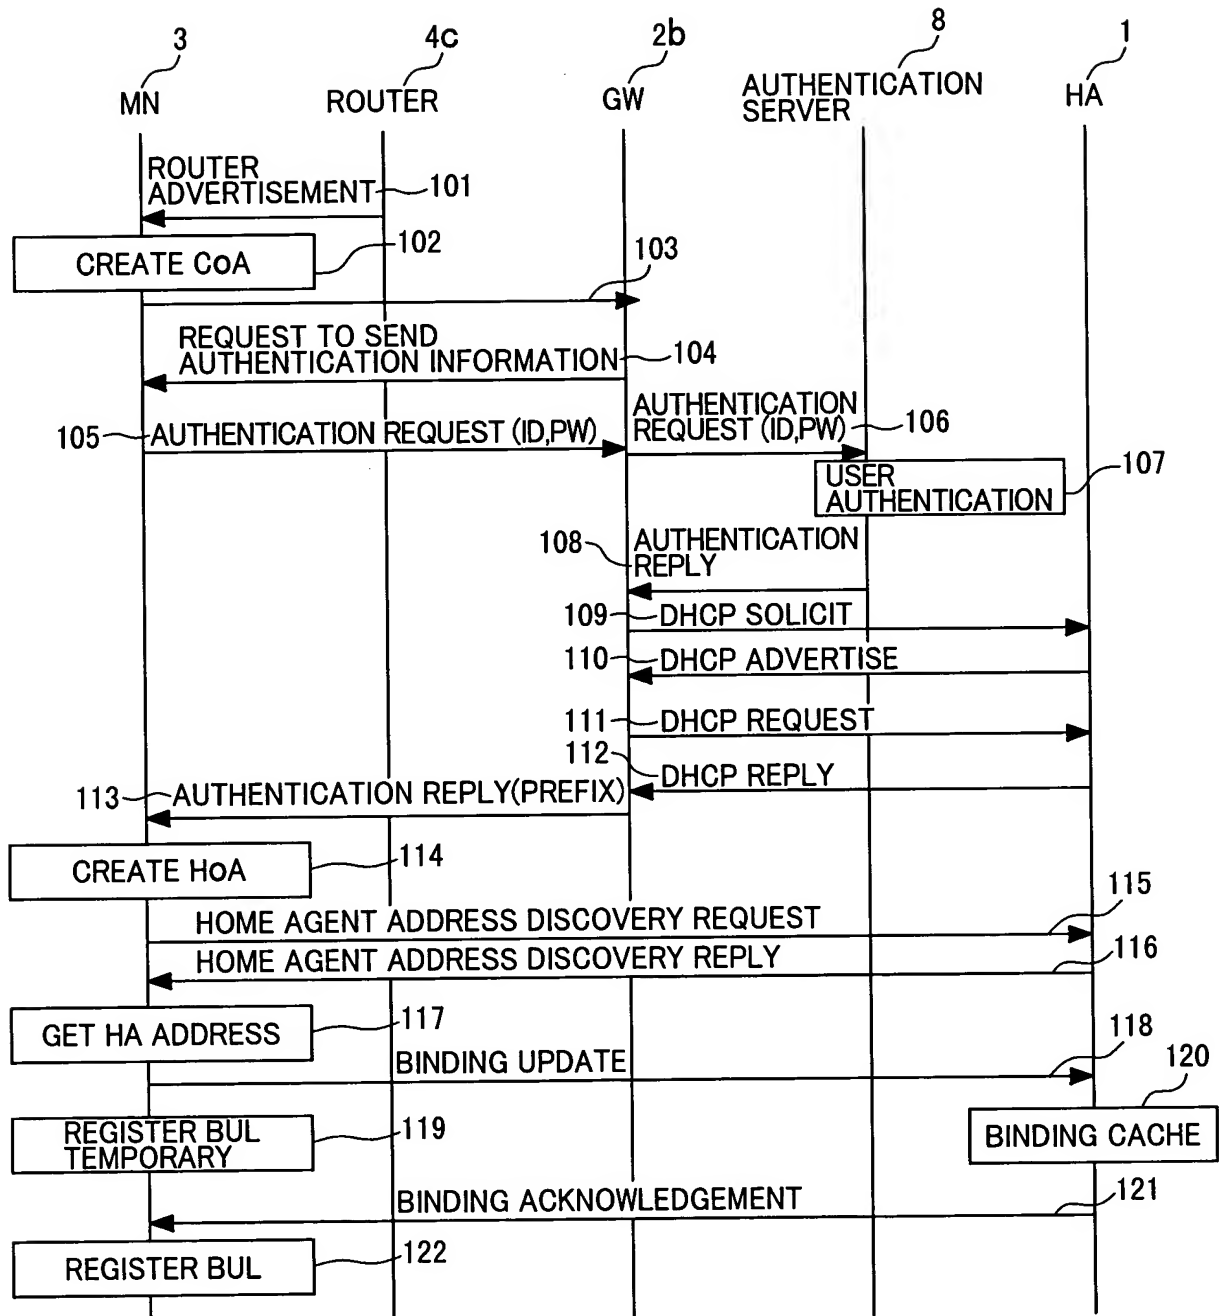 3
4c
2b
8
1
MN
ROUTER
GW
AUTHENTICATION
SERVER
HA
ROUTER
ADVERTISEMENT
101
CREATE CoA
102
103
REQUEST TO SEND
AUTHENTICATION INFORMATION
104
105
AUTHENTICATION REQUEST (ID,PW)
AUTHENTICATION
REQUEST (ID,PW)
106
USER
AUTHENTICATION
107
108
AUTHENTICATION
REPLY
109
DHCP SOLICIT
110
DHCP ADVERTISE
111
DHCP REQUEST
112
DHCP REPLY
113
AUTHENTICATION REPLY(PREFIX)
CREATE HoA
114
HOME AGENT ADDRESS DISCOVERY REQUEST
115
HOME AGENT ADDRESS DISCOVERY REPLY
116
GET HA ADDRESS
117
BINDING UPDATE
118
120
REGISTER BUL
TEMPORARY
119
BINDING CACHE
BINDING ACKNOWLEDGEMENT
121
REGISTER BUL
122